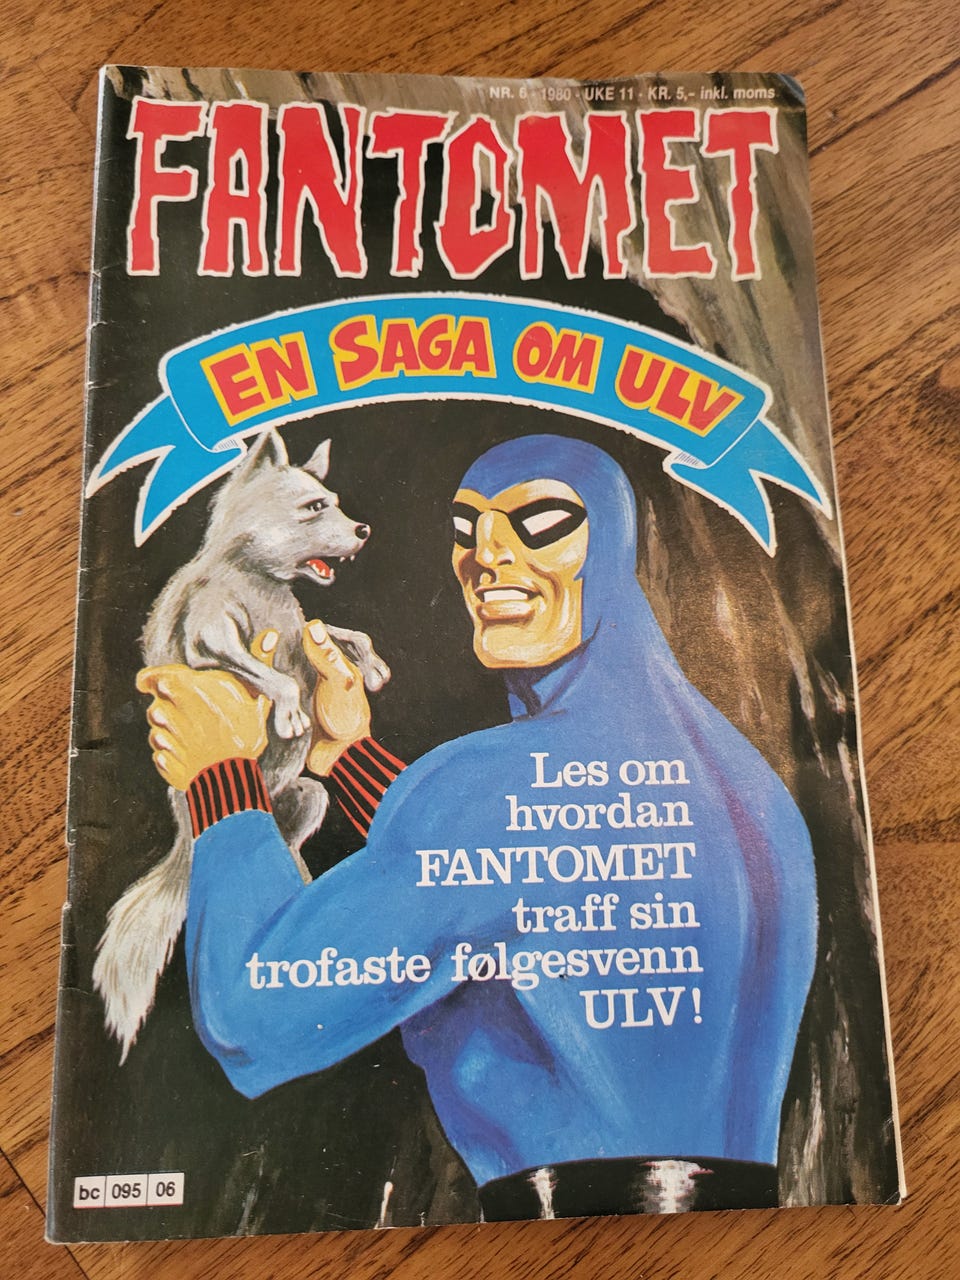 NR. 6 - 1980 - UKE 11 - KR. 5,- inkl. moms
FANTOMET
EN SAGA OM ULV
Les om
hvordan
FANTOMET
traff sin
trofaste følgesvenn
ULV!
bc 095 06